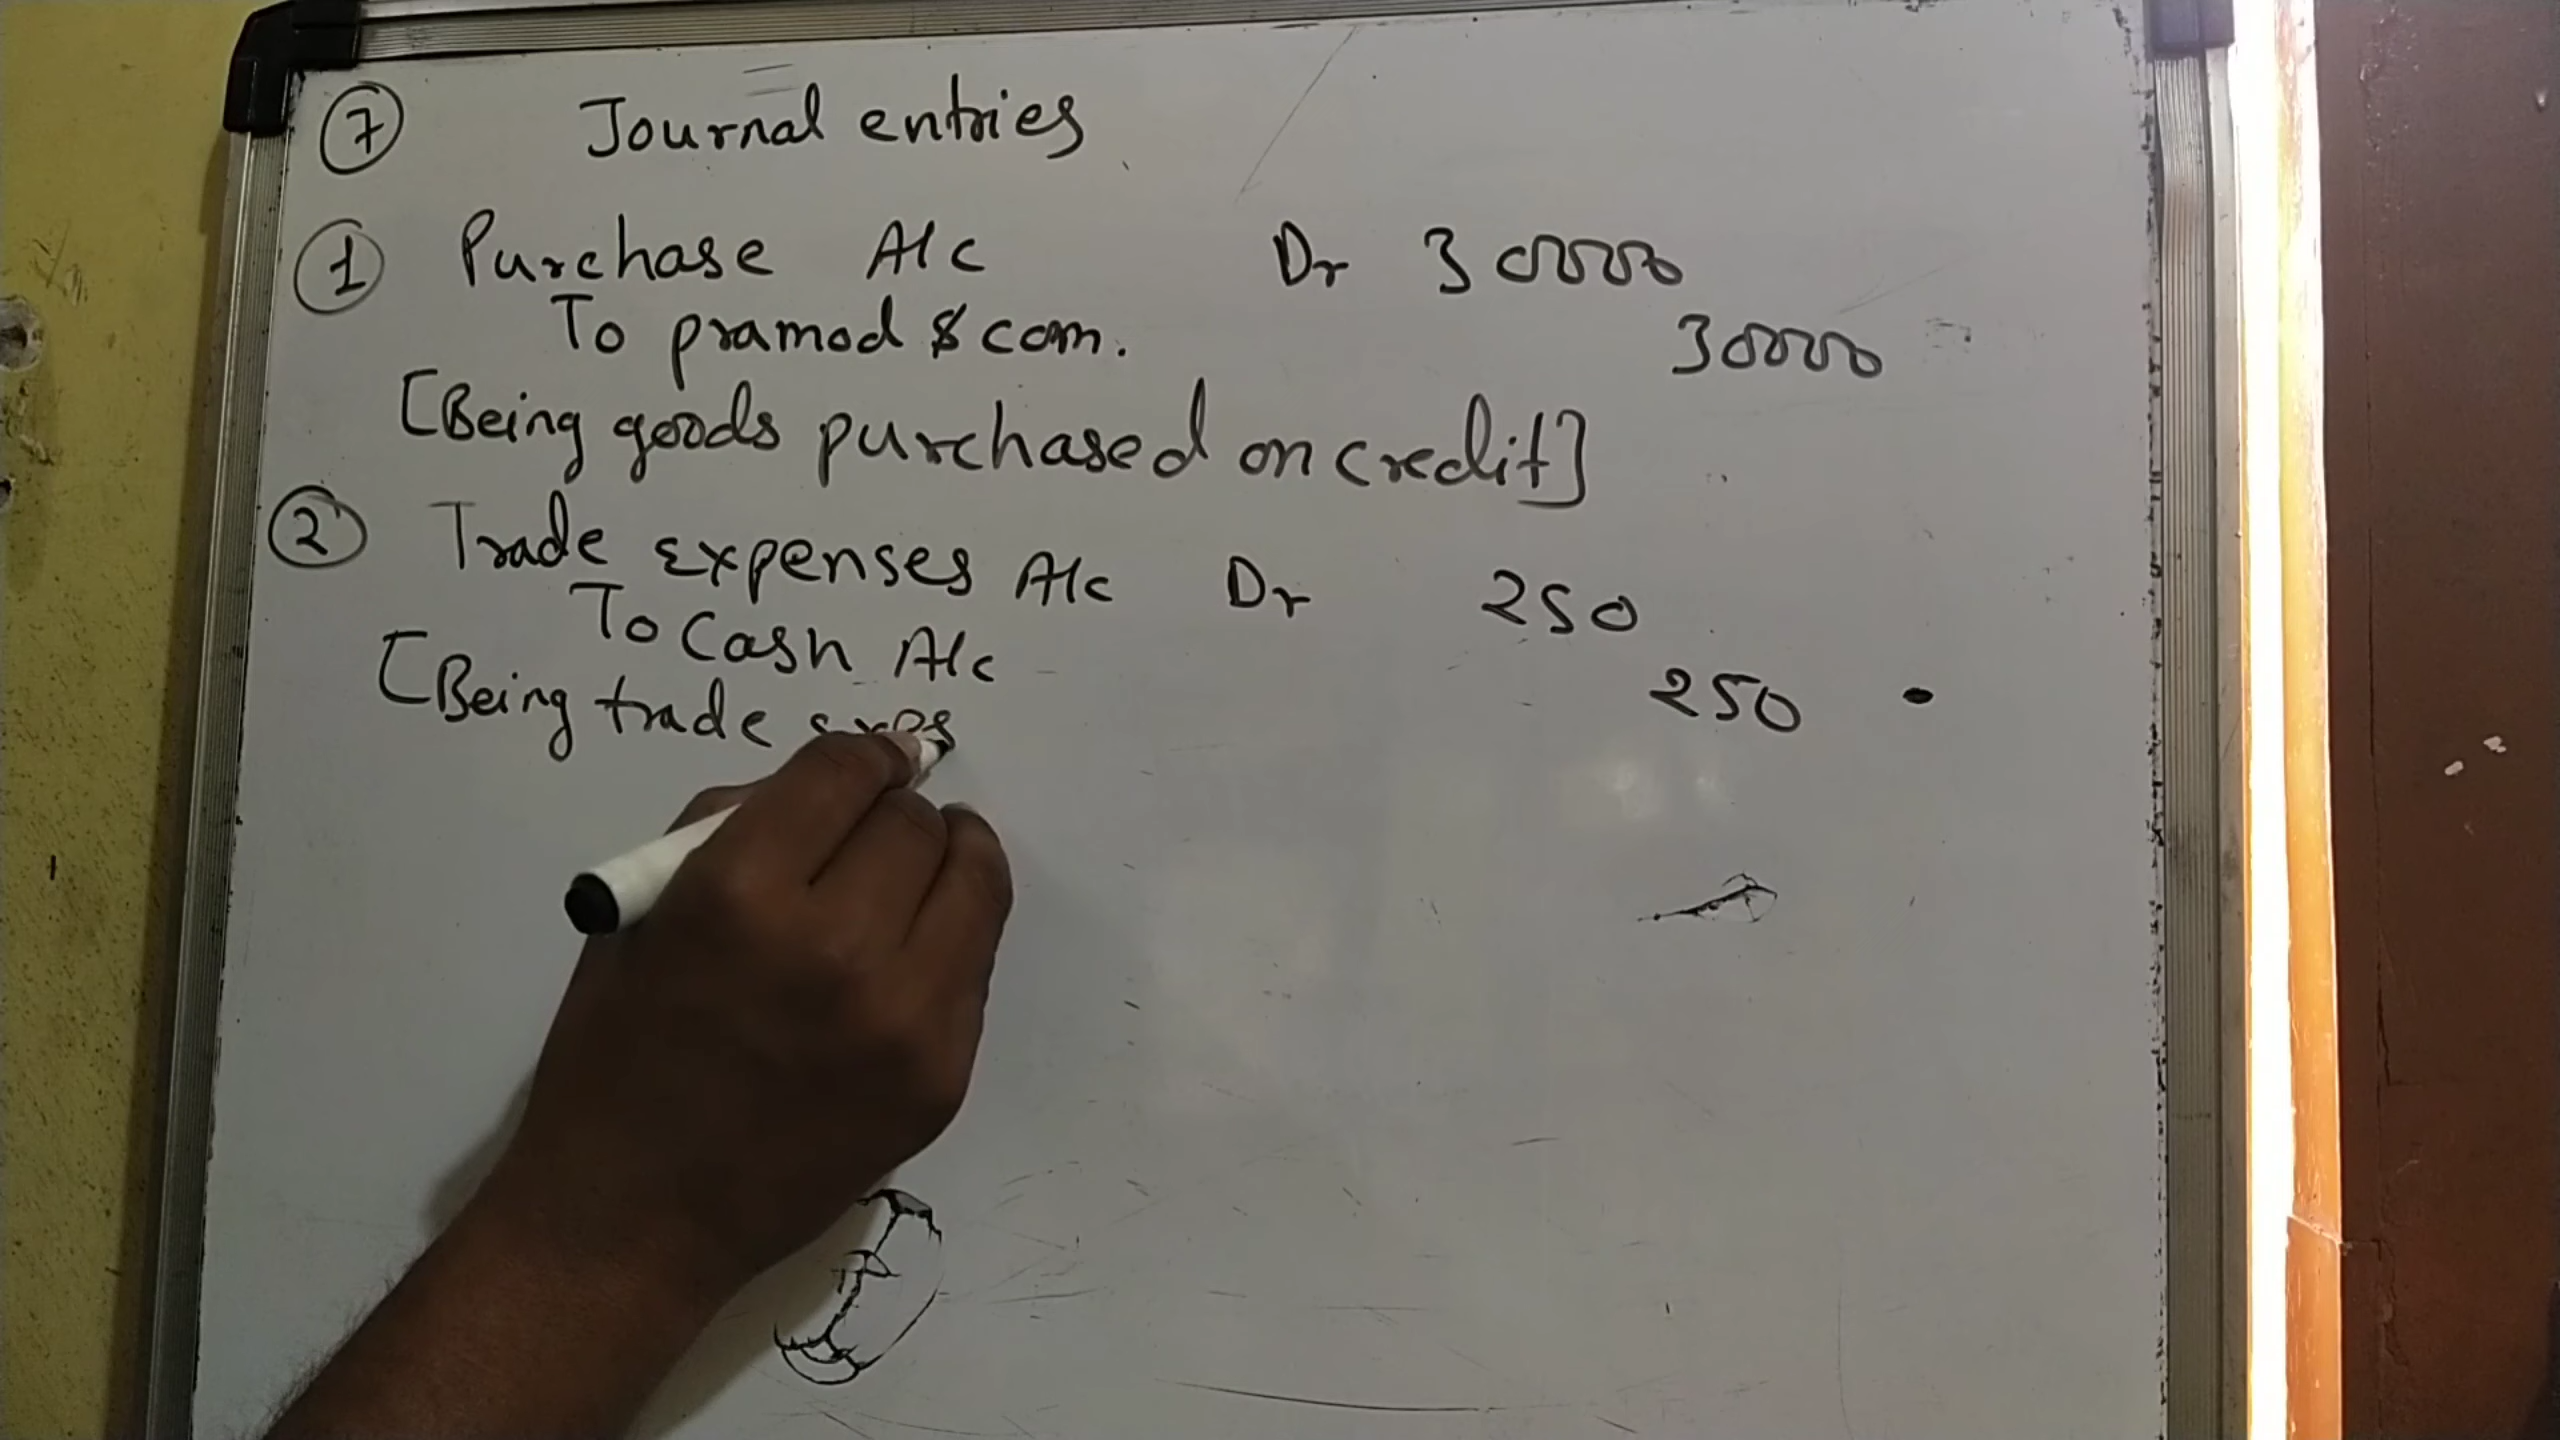 7 Journal entries
1 Purchase A/c Dr 30000
To pramod & com. 30000
[Being goods purchased on credit]
2 Trade expenses A/c Dr 250
To Cash A/c 250
[Being trade exps